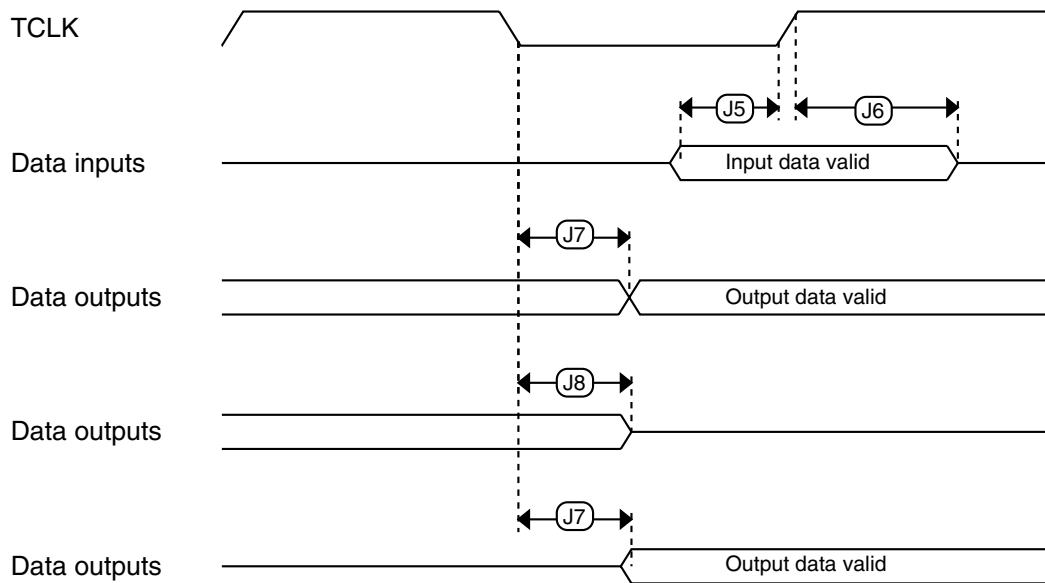 TCLK
J5
J6
Data inputs
Input data valid
J7
Data outputs
Output data valid
J8
Data outputs
J7
Data outputs
Output data valid